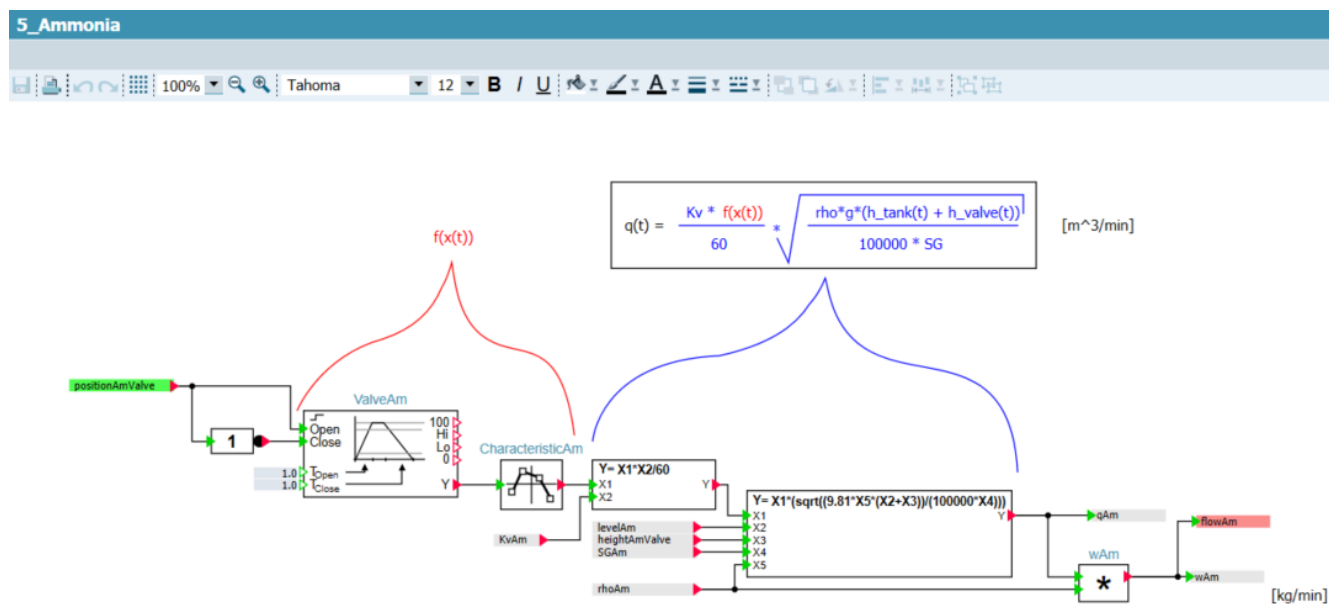 5_Ammonia
100% Tahoma 12 B I U A
q(t) = Kv * f(x(t)) / 60 * √ rho*g*(h_tank(t) + h_valve(t)) / 100000 * SG [m^3/min]
f(x(t))
positionAmValve
ValveAm
Open
Close
100
Hi
Lo
0
1
1.0 TOpen
1.0 TClose
Y
CharacteristicAm
Y= X1*X2/60
X1
X2
Y
KvAm
Y= X1*(sqrt((9.81*X5*(X2+X3))/(100000*X4)))
X1
X2
X3
X4
X5
Y
levelAm
heightAmValve
SGAm
rhoAm
qAm
flowAm
wAm
*
wAm
[kg/min]